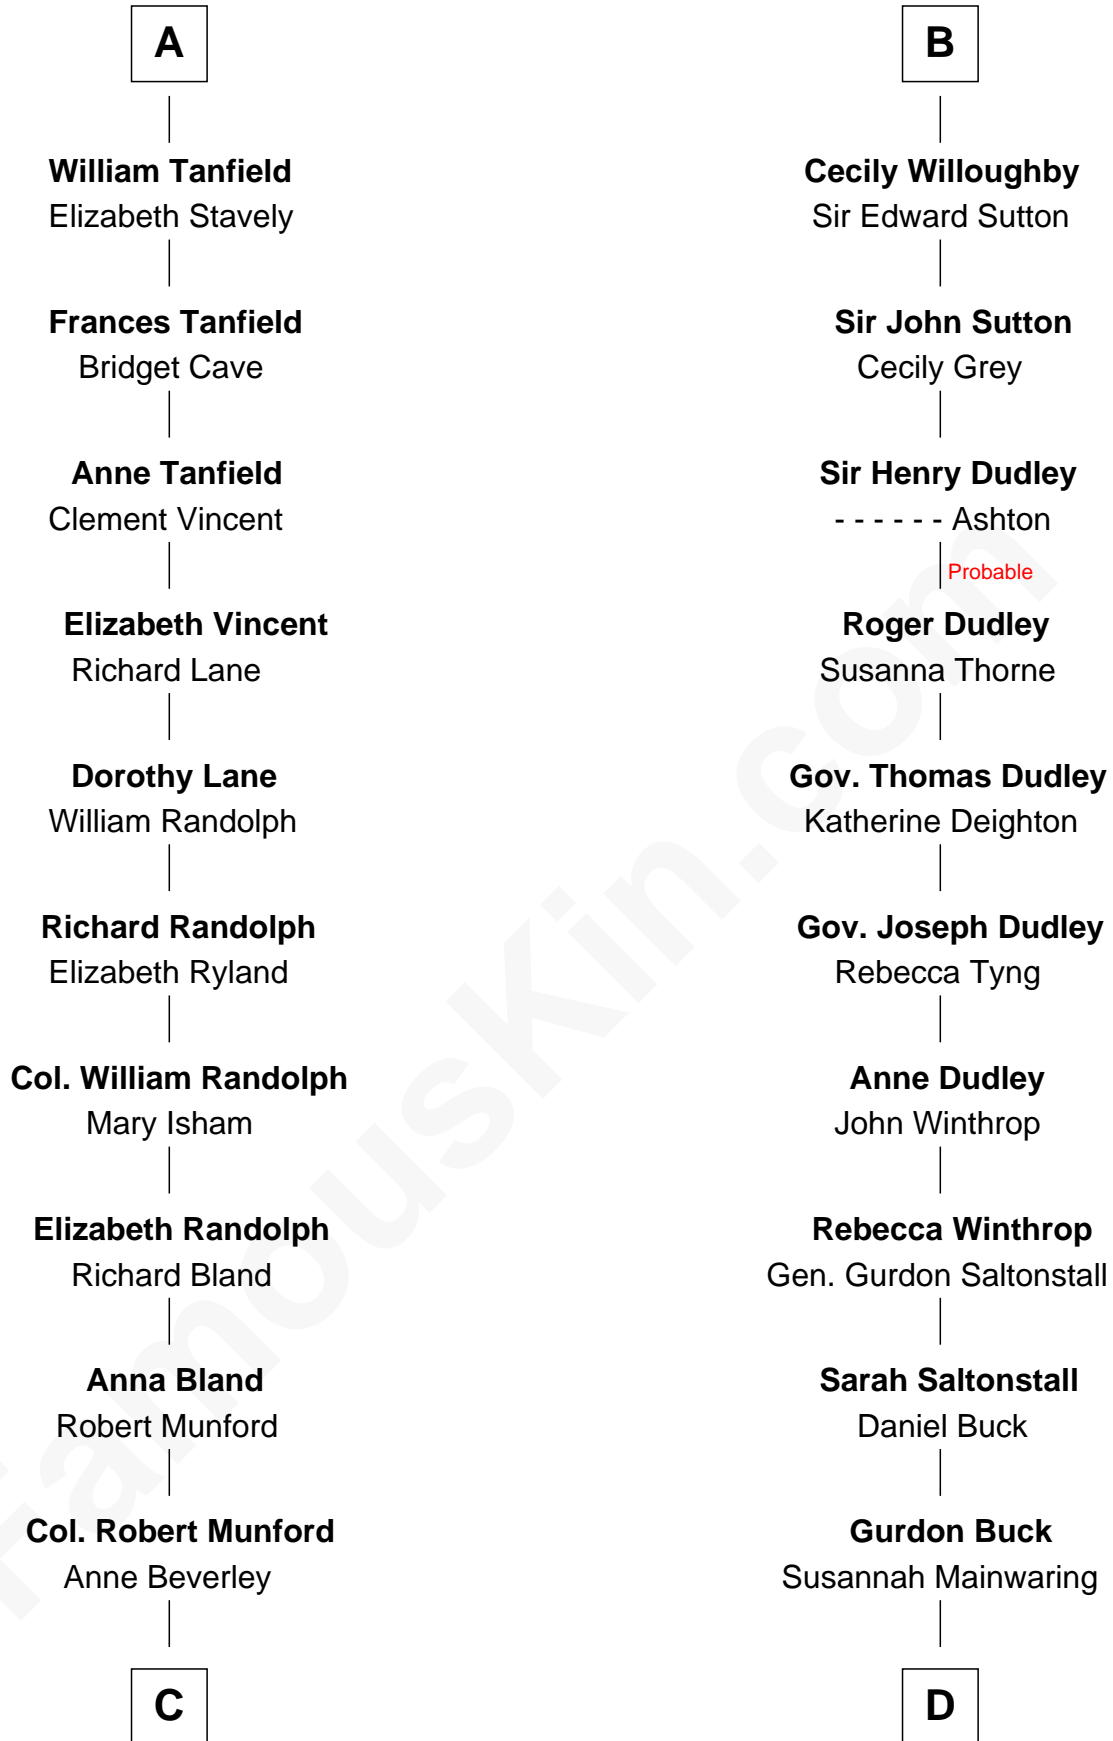 A
William Tanfield
Elizabeth Stavely
Frances Tanfield
Bridget Cave
Anne Tanfield
Clement Vincent
Elizabeth Vincent
Richard Lane
Dorothy Lane
William Randolph
Richard Randolph
Elizabeth Ryland
Col. William Randolph
Mary Isham
Elizabeth Randolph
Richard Bland
Anna Bland
Robert Munford
Col. Robert Munford
Anne Beverley
C
B
Cecily Willoughby
Sir Edward Sutton
Sir John Sutton
Cecily Grey
Sir Henry Dudley
- - - - - - Ashton
Probable
Roger Dudley
Susanna Thorne
Gov. Thomas Dudley
Katherine Deighton
Gov. Joseph Dudley
Rebecca Tyng
Anne Dudley
John Winthrop
Rebecca Winthrop
Gen. Gurdon Saltonstall
Sarah Saltonstall
Daniel Buck
Gurdon Buck
Susannah Mainwaring
D
FamousKin.com